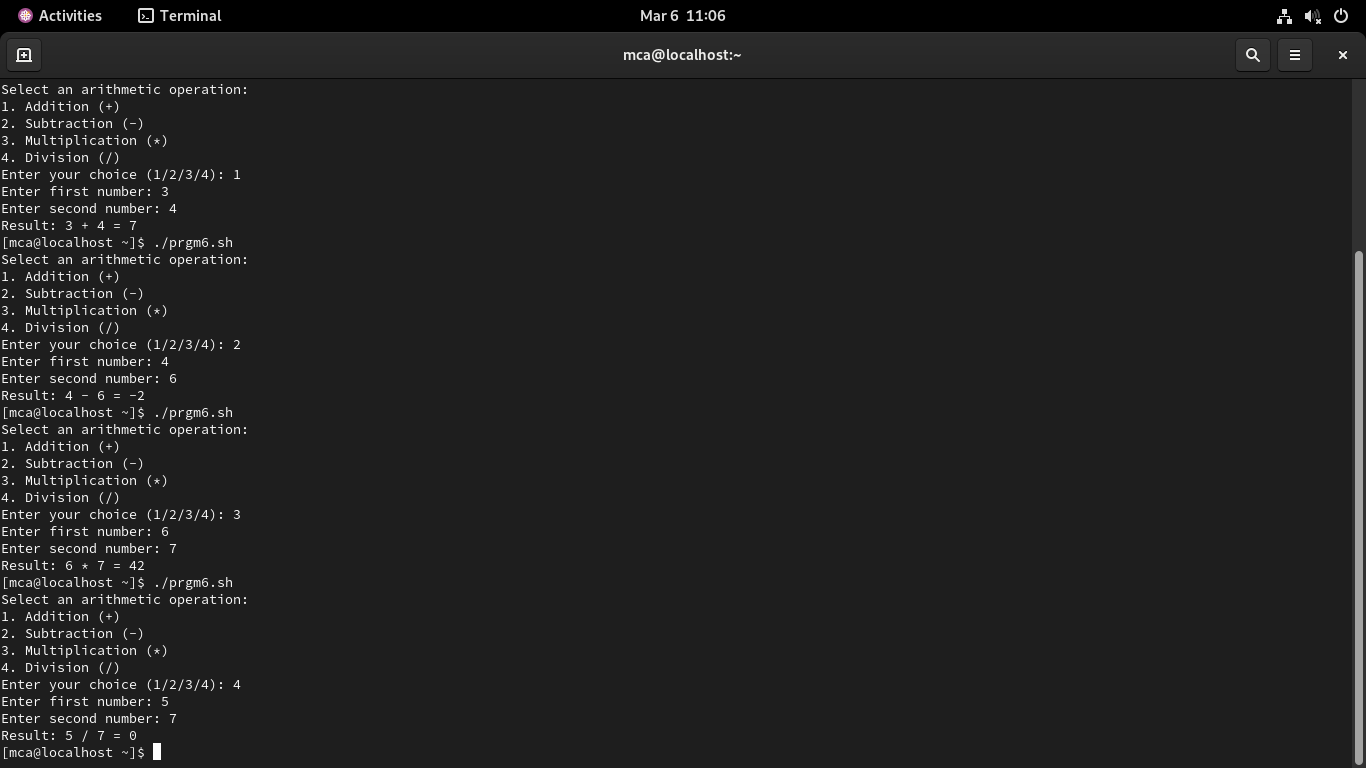 Activities Terminal Mar 6 11:06
mca@localhost:~
Select an arithmetic operation:
1. Addition (+)
2. Subtraction (-)
3. Multiplication (*)
4. Division (/)
Enter your choice (1/2/3/4): 1
Enter first number: 3
Enter second number: 4
Result: 3 + 4 = 7
[mca@localhost ~]$ ./prgm6.sh
Select an arithmetic operation:
1. Addition (+)
2. Subtraction (-)
3. Multiplication (*)
4. Division (/)
Enter your choice (1/2/3/4): 2
Enter first number: 4
Enter second number: 6
Result: 4 - 6 = -2
[mca@localhost ~]$ ./prgm6.sh
Select an arithmetic operation:
1. Addition (+)
2. Subtraction (-)
3. Multiplication (*)
4. Division (/)
Enter your choice (1/2/3/4): 3
Enter first number: 6
Enter second number: 7
Result: 6 * 7 = 42
[mca@localhost ~]$ ./prgm6.sh
Select an arithmetic operation:
1. Addition (+)
2. Subtraction (-)
3. Multiplication (*)
4. Division (/)
Enter your choice (1/2/3/4): 4
Enter first number: 5
Enter second number: 7
Result: 5 / 7 = 0
[mca@localhost ~]$